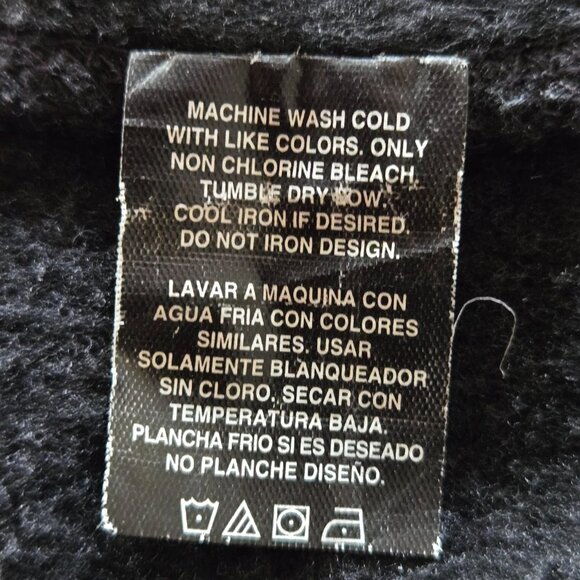 MACHINE WASH COLD
WITH LIKE COLORS. ONLY
NON CHLORINE BLEACH
TUMBLE DRY LOW.
COOL IRON IF DESIRED.
DO NOT IRON DESIGN.
LAVAR A MAQUINA CON
AGUA FRIA CON COLORES
SIMILARES. USAR
SOLAMENTE BLANQUEADOR
SIN CLORO. SECAR CON
TEMPERATURA BAJA.
PLANCHA FRIO SI ES DESEADO
NO PLANCHE DISEÑO.